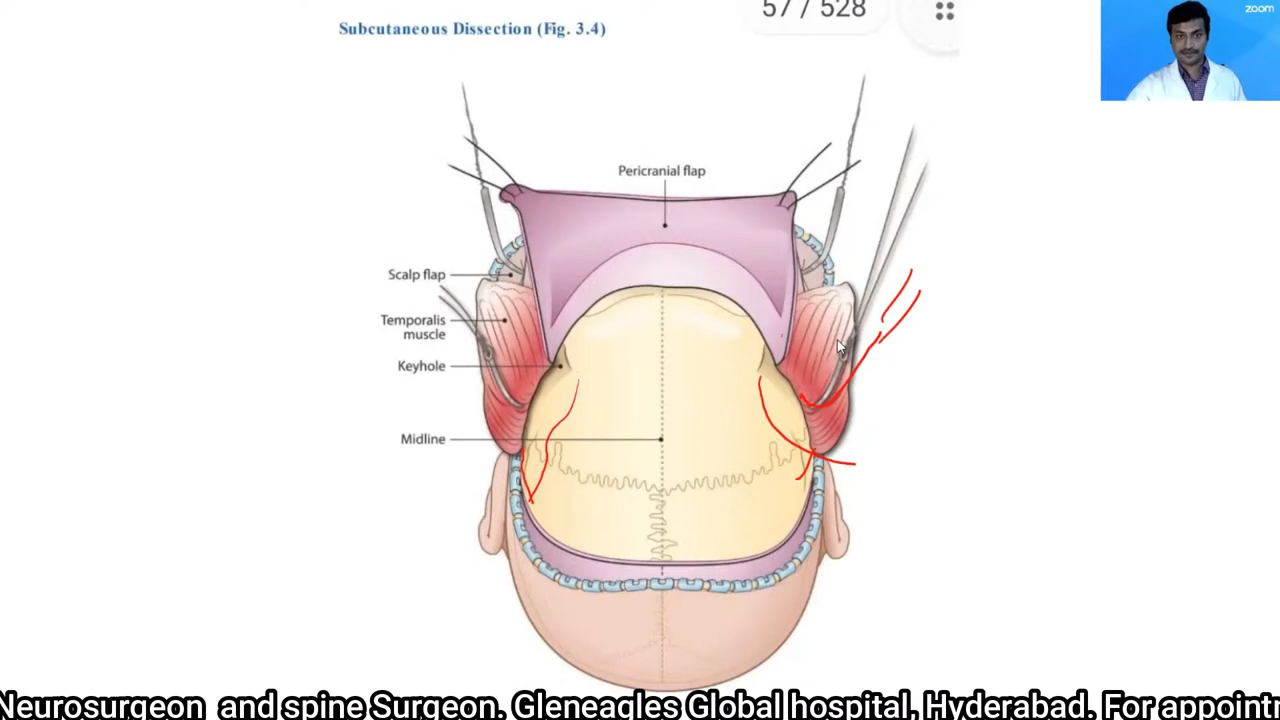 57 / 528
zoom
Subcutaneous Dissection (Fig. 3.4)
Pericranial flap
Scalp flap
Temporalis
muscle
Keyhole
Midline
Neurosurgeon and spine Surgeon. Gleneagles Global hospital, Hyderabad. For appoint